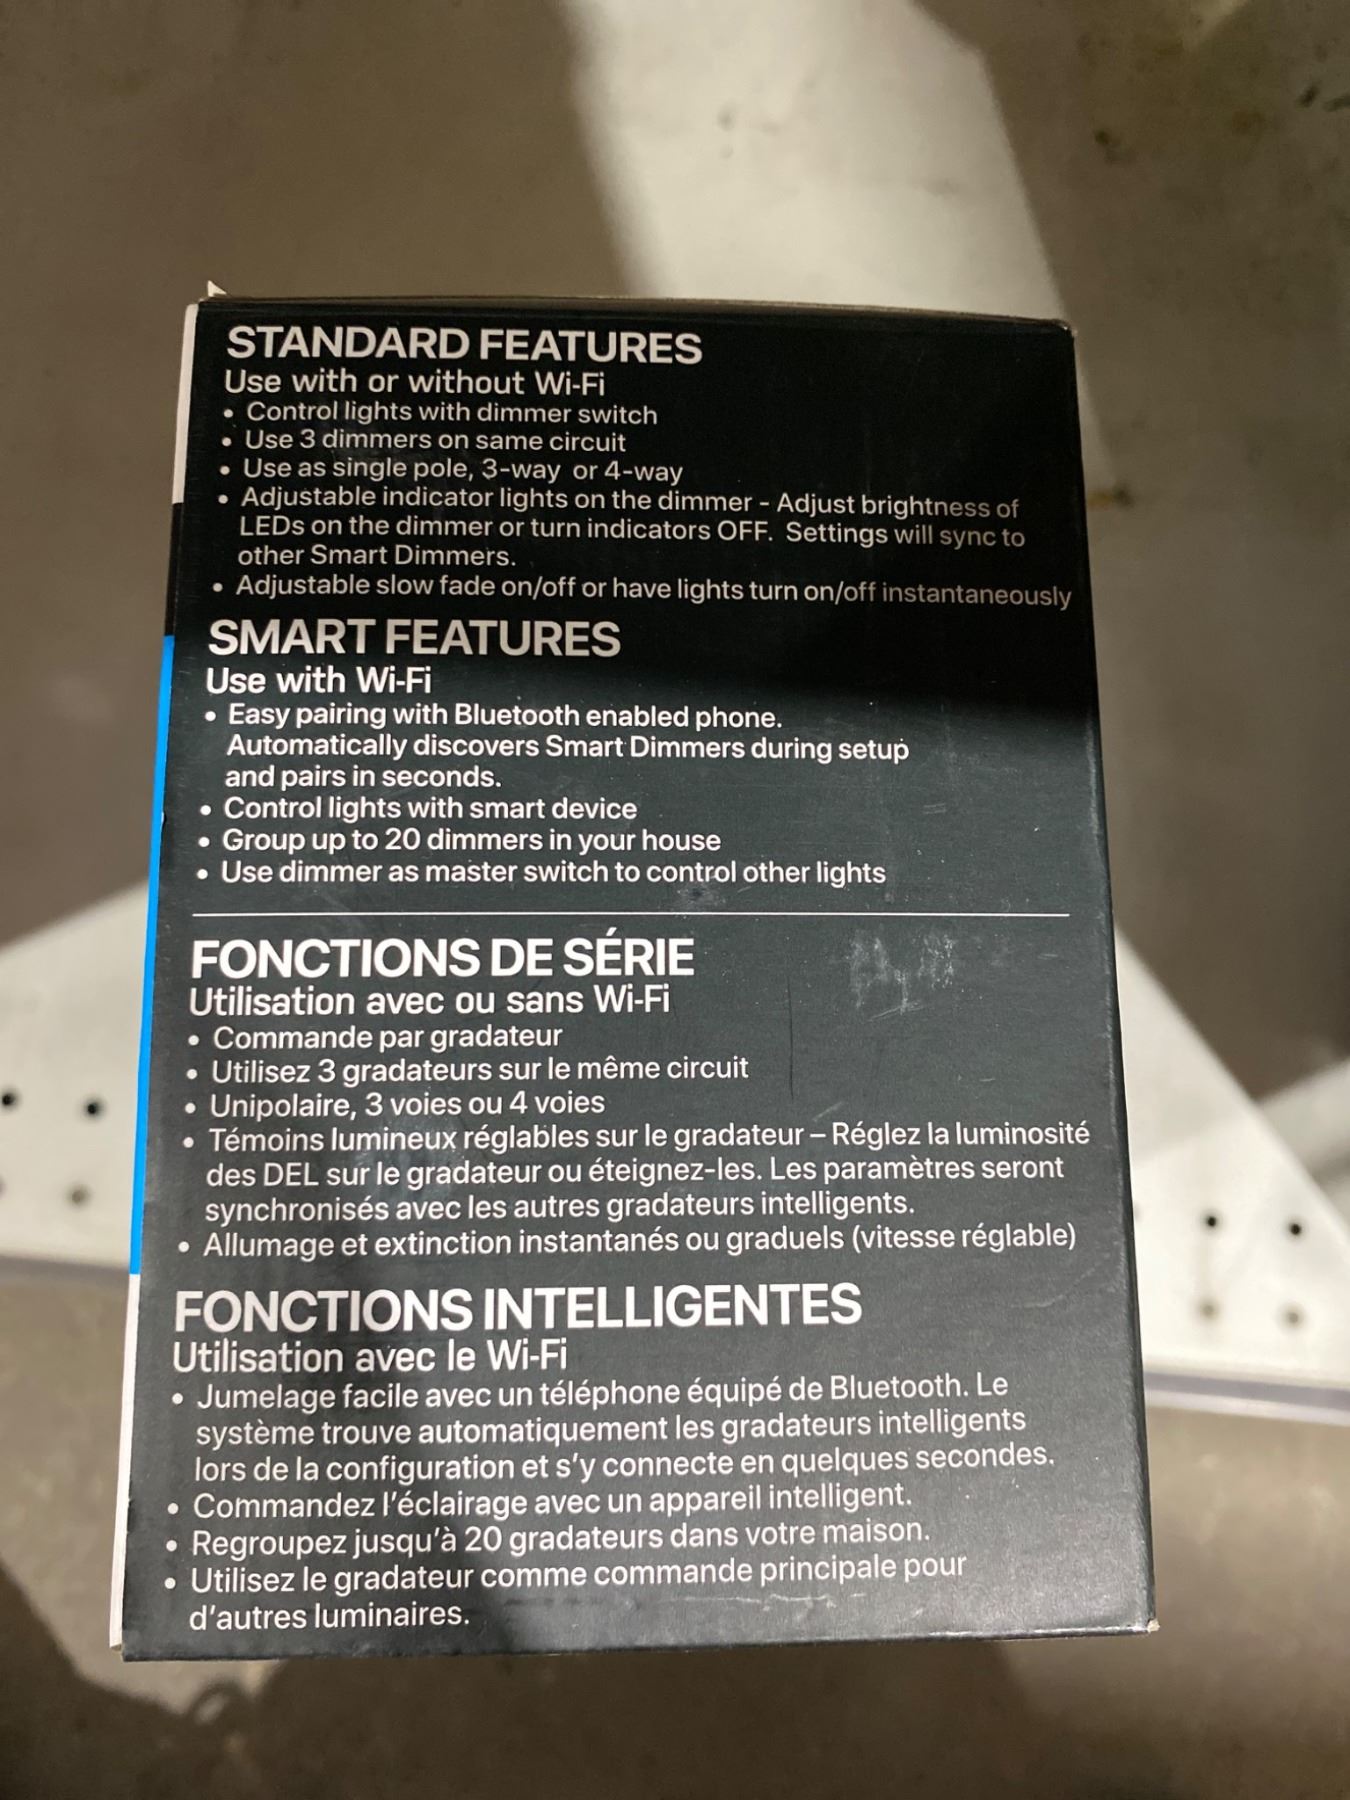 STANDARD FEATURES
Use with or without Wi-Fi
• Control lights with dimmer switch
• Use 3 dimmers on same circuit
• Use as single pole, 3-way or 4-way
• Adjustable indicator lights on the dimmer - Adjust brightness of
LEDs on the dimmer or turn indicators OFF. Settings will sync to
other Smart Dimmers.
• Adjustable slow fade on/off or have lights turn on/off instantaneously
SMART FEATURES
Use with Wi-Fi
• Easy pairing with Bluetooth enabled phone.
Automatically discovers Smart Dimmers during setup
and pairs in seconds.
• Control lights with smart device
• Group up to 20 dimmers in your house
• Use dimmer as master switch to control other lights
FONCTIONS DE SÉRIE
Utilisation avec ou sans Wi-Fi
• Commande par gradateur
• Utilisez 3 gradateurs sur le même circuit
• Unipolaire, 3 voies ou 4 voies
• Témoins lumineux réglables sur le gradateur – Réglez la luminosité
des DEL sur le gradateur ou éteignez-les. Les paramètres seront
synchronisés avec les autres gradateurs intelligents.
• Allumage et extinction instantanés ou graduels (vitesse réglable)
FONCTIONS INTELLIGENTES
Utilisation avec le Wi-Fi
• Jumelage facile avec un téléphone équipé de Bluetooth. Le
système trouve automatiquement les gradateurs intelligents
lors de la configuration et s'y connecte en quelques secondes.
• Commandez l'éclairage avec un appareil intelligent.
• Regroupez jusqu'à 20 gradateurs dans votre maison.
• Utilisez le gradateur comme commande principale pour
d'autres luminaires.